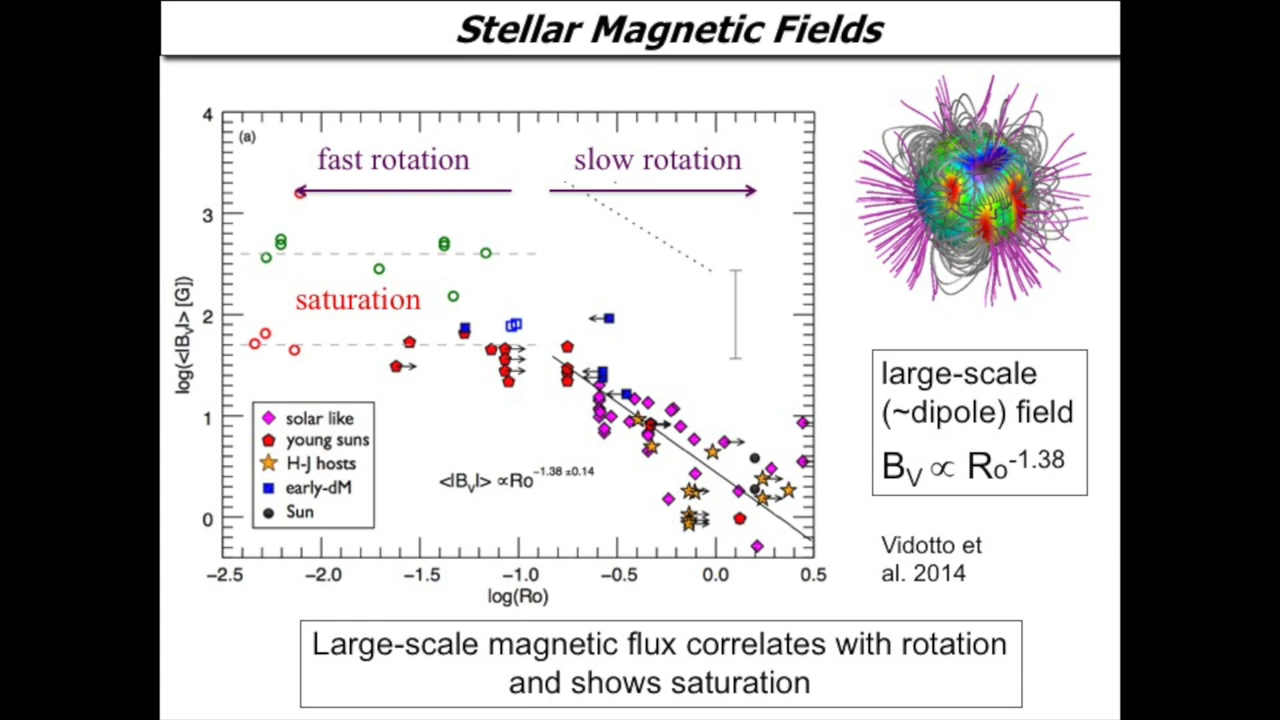 Stellar Magnetic Fields
4
(a)
fast rotation
slow rotation
3
saturation
2
log(<|BV|> [G])
1
solar like
young suns
H-J hosts
early-dM
Sun
<|BV|> ∝Ro-1.38 ±0.14
0
−2.5 −2.0 −1.5 −1.0 −0.5 0.0 0.5
log(Ro)
large-scale
(~dipole) field
BV ∝ Ro-1.38
Vidotto et
al. 2014
Large-scale magnetic flux correlates with rotation
and shows saturation